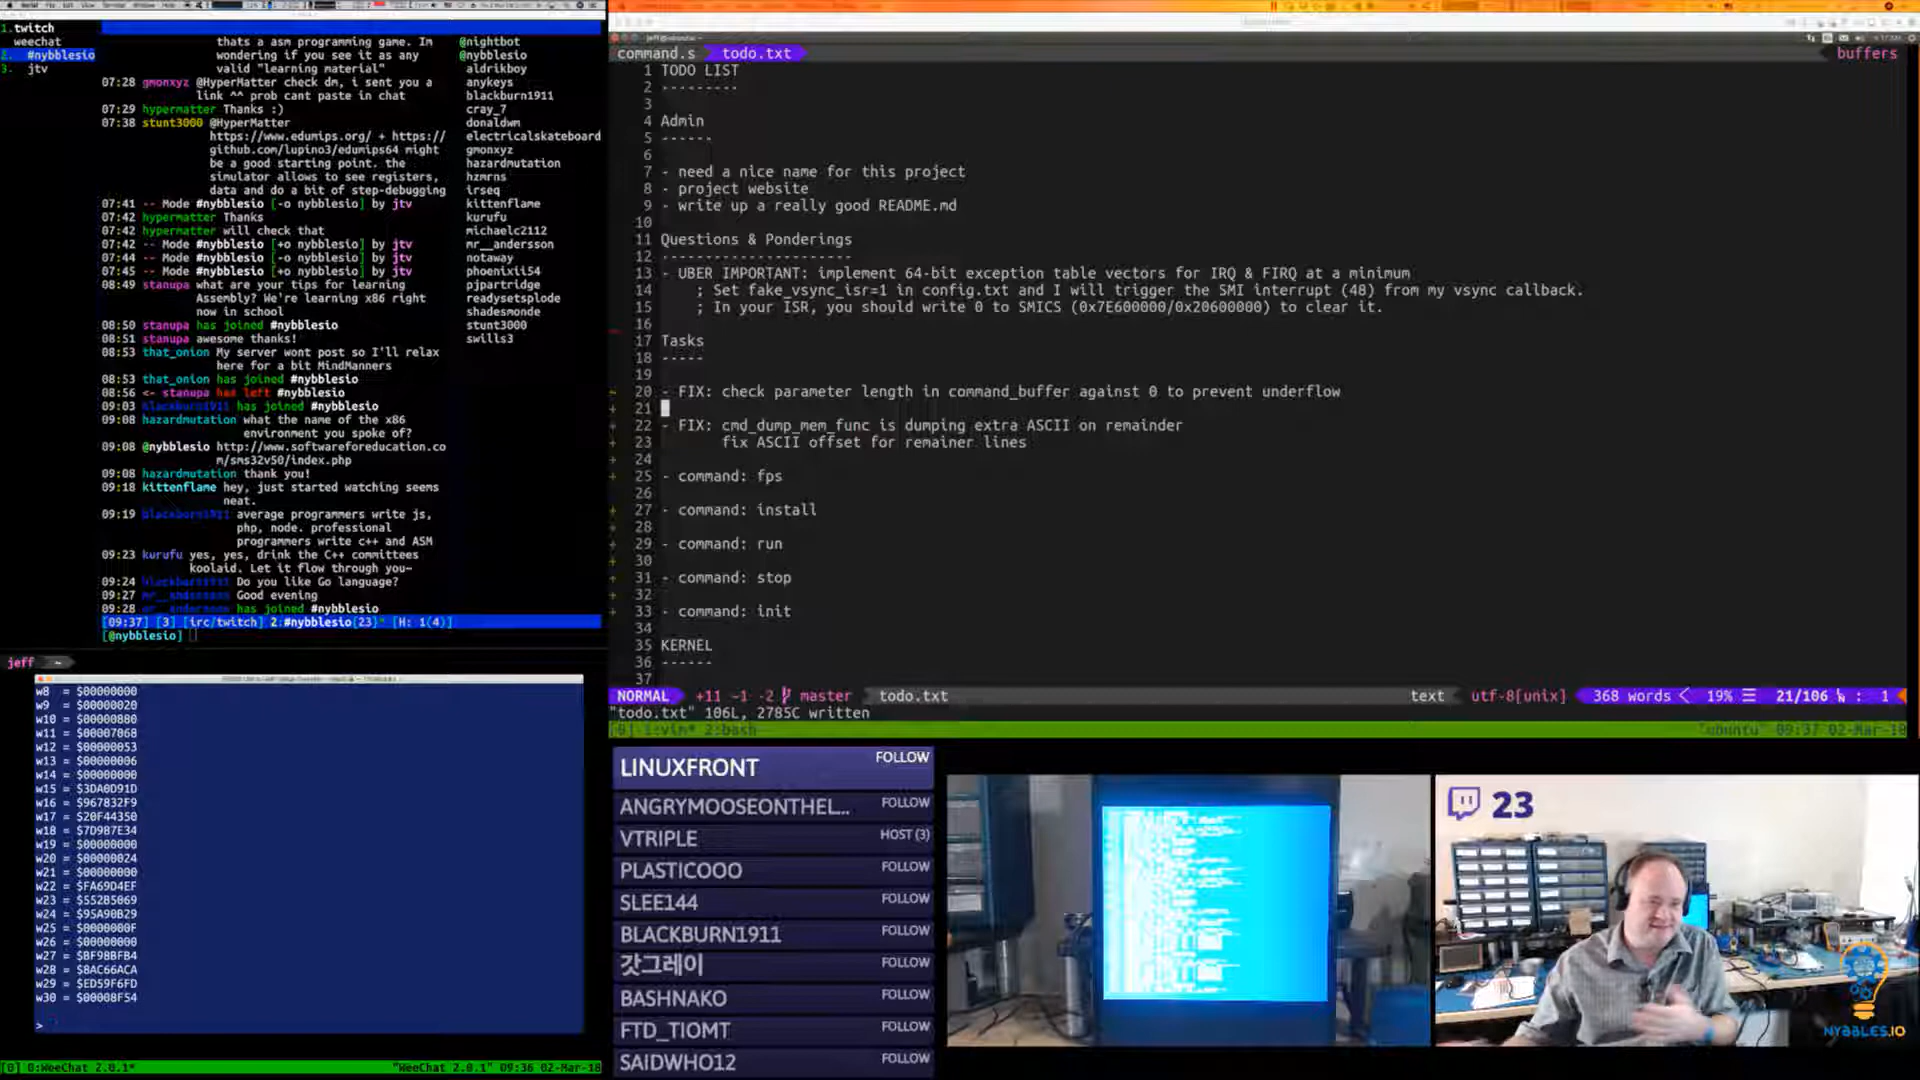 1.twitch
weechat
2. #nybblesio
3. jtv
thats a asm programming game. Im
wondering if you see it as any
valid "learning material"
07:28 gmonxyz @HyperMatter check dm, i sent you a
link ^^ prob cant paste in chat
07:29 hypermatter Thanks :)
07:38 stunt3000 @HyperMatter
https://www.edumips.org/ + https://
github.com/lupino3/edumips64 might
be a good starting point. the
simulator allows to see registers,
data and do a bit of step-debugging
07:41 -- Mode #nybblesio [-o nybblesio] by jtv
07:42 hypermatter Thanks
07:42 hypermatter will check that
07:42 -- Mode #nybblesio [+o nybblesio] by jtv
07:44 -- Mode #nybblesio [-o nybblesio] by jtv
07:45 -- Mode #nybblesio [+o nybblesio] by jtv
08:49 stanupa what are your tips for learning
Assembly? We're learning x86 right
now in school
08:50 stanupa has joined #nybblesio
08:51 stanupa awesome thanks!
08:53 that_onion My server wont post so I'll relax
here for a bit MindManners
08:53 that_onion has joined #nybblesio
08:56 <- stanupa has left #nybblesio
09:03 blackburn1911 has joined #nybblesio
09:08 hazardmutation what the name of the x86
environment you spoke of?
09:08 @nybblesio http://www.softwareforeducation.co
m/sms32v50/index.php
09:08 hazardmutation thank you!
09:18 kittenflame hey, just started watching seems
neat.
09:19 blackburn1911 average programmers write js,
php, node. professional
programmers write c++ and ASM
09:23 kurufu yes, yes, drink the C++ committees
koolaid. Let it flow through you~
09:24 blackburn1911 Do you like Go language?
09:27 mr__andersson Good evening
09:28 mr__andersson has joined #nybblesio
[09:37] [3] [irc/twitch] 2:#nybblesio[23]* [H: 1(4)]
[@nybblesio]
@nightbot
@nybblesio
aldrikboy
anykeys
blackburn1911
cray_7
donaldwm
electricalskateboard
gmonxyz
hazardmutation
hzmrns
irseq
kittenflame
kurufu
michaelc2112
mr__andersson
notaway
phoenixii54
pjpartridge
readysetsplode
shadesmonde
stunt3000
swills3
jeff ~
w8 = $00000000
w9 = $00000020
w10 = $00000880
w11 = $00007068
w12 = $00000053
w13 = $00000006
w14 = $00000000
w15 = $3DA0D91D
w16 = $967832F9
w17 = $20F44350
w18 = $7D987E34
w19 = $00000000
w20 = $00000024
w21 = $00000000
w22 = $FA69D4EF
w23 = $55285069
w24 = $95A90B29
w25 = $0000000F
w26 = $00000000
w27 = $BF98BFB4
w28 = $8AC66ACA
w29 = $ED59F6FD
w30 = $00008F54
>
[0] 0:WeeChat 2.0.1* "WeeChat 2.0.1" 09:36 02-Mar-18
command.s todo.txt buffers
1 TODO LIST
2 ---------
3
4 Admin
5 ------
6
7 - need a nice name for this project
8 - project website
9 - write up a really good README.md
10
11 Questions & Ponderings
12 ----------------------
13 - UBER IMPORTANT: implement 64-bit exception table vectors for IRQ & FIRQ at a minimum
14 ; Set fake_vsync_isr=1 in config.txt and I will trigger the SMI interrupt (48) from my vsync callback.
15 ; In your ISR, you should write 0 to SMICS (0x7E600000/0x20600000) to clear it.
16
17 Tasks
18 -----
19
20 - FIX: check parameter length in command_buffer against 0 to prevent underflow
21
22 - FIX: cmd_dump_mem_func is dumping extra ASCII on remainder
23 fix ASCII offset for remainer lines
24
25 - command: fps
26
27 - command: install
28
29 - command: run
30
31 - command: stop
32
33 - command: init
34
35 KERNEL
36 ------
37
NORMAL +11 -1 -2 master todo.txt text utf-8[unix] 368 words 19% 21/106 : 1
"todo.txt" 106L, 2785C written
[0] 1:vim* 2:bash "ubuntu" 09:37 02-Mar-18
LINUXFRONT FOLLOW
ANGRYMOOSEONTHEL... FOLLOW
VTRIPLE HOST (3)
PLASTICOOO FOLLOW
SLEE144 FOLLOW
BLACKBURN1911 FOLLOW
갓그레이 FOLLOW
BASHNAKO FOLLOW
FTD_TIOMT FOLLOW
SAIDWHO12 FOLLOW
23
NYBBLES.IO